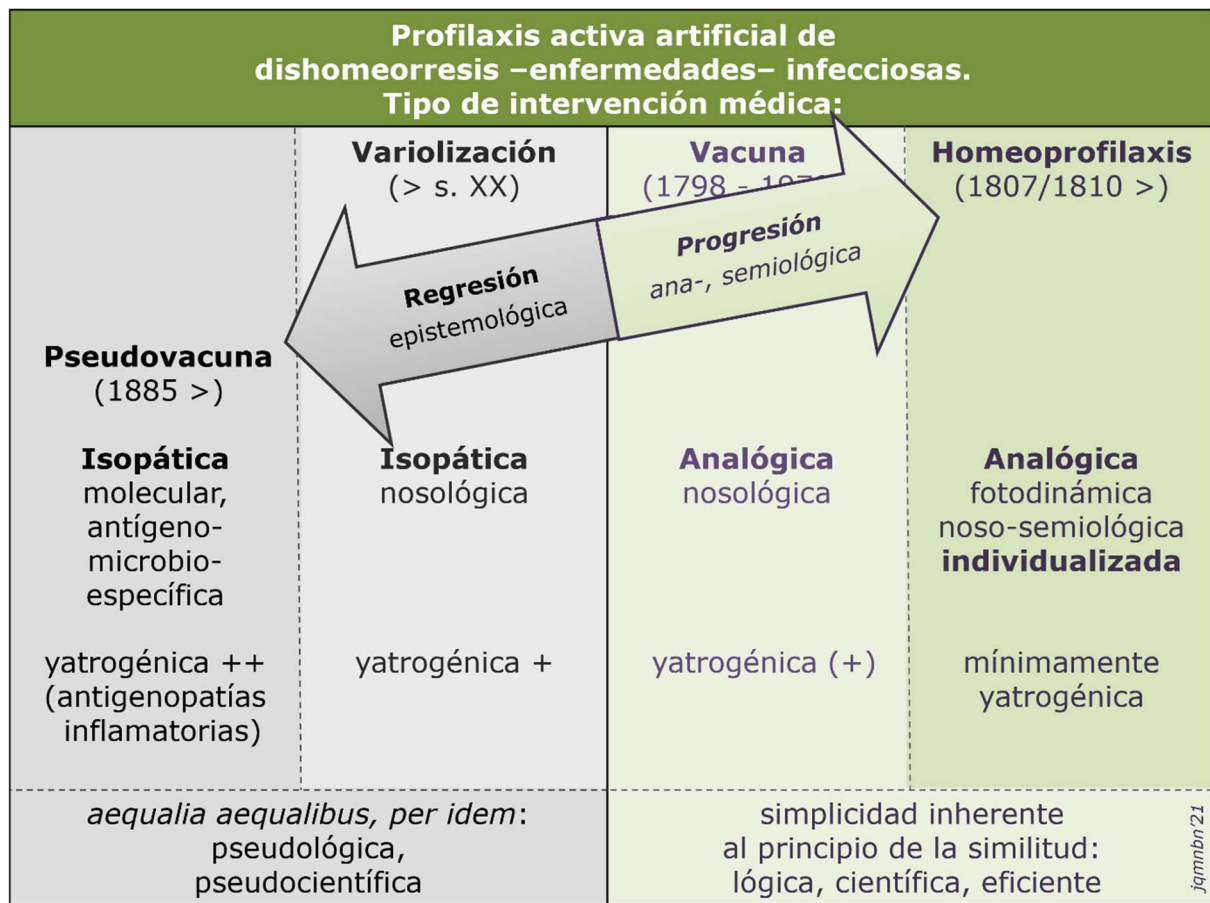 Profilaxis activa artificial de
dishomeorresis –enfermedades– infecciosas.
Tipo de intervención médica:
Variolización
(> s. XX)
Vacuna
(1798 -
Homeoprofilaxis
(1807/1810 >)
Regresión
epistemológica
Progresión
ana-, semiológica
Pseudovacuna
(1885 >)
Isopática
molecular,
antígeno-
microbio-
específica
Isopática
nosológica
Analógica
nosológica
Analógica
fotodinámica
noso-semiológica
individualizada
yatrogénica ++
(antigenopatías
inflamatorias)
yatrogénica +
yatrogénica (+)
mínimamente
yatrogénica
aequalia aequalibus, per idem:
pseudológica,
pseudocientífica
simplicidad inherente
al principio de la similitud:
lógica, científica, eficiente
jqmnbn'21